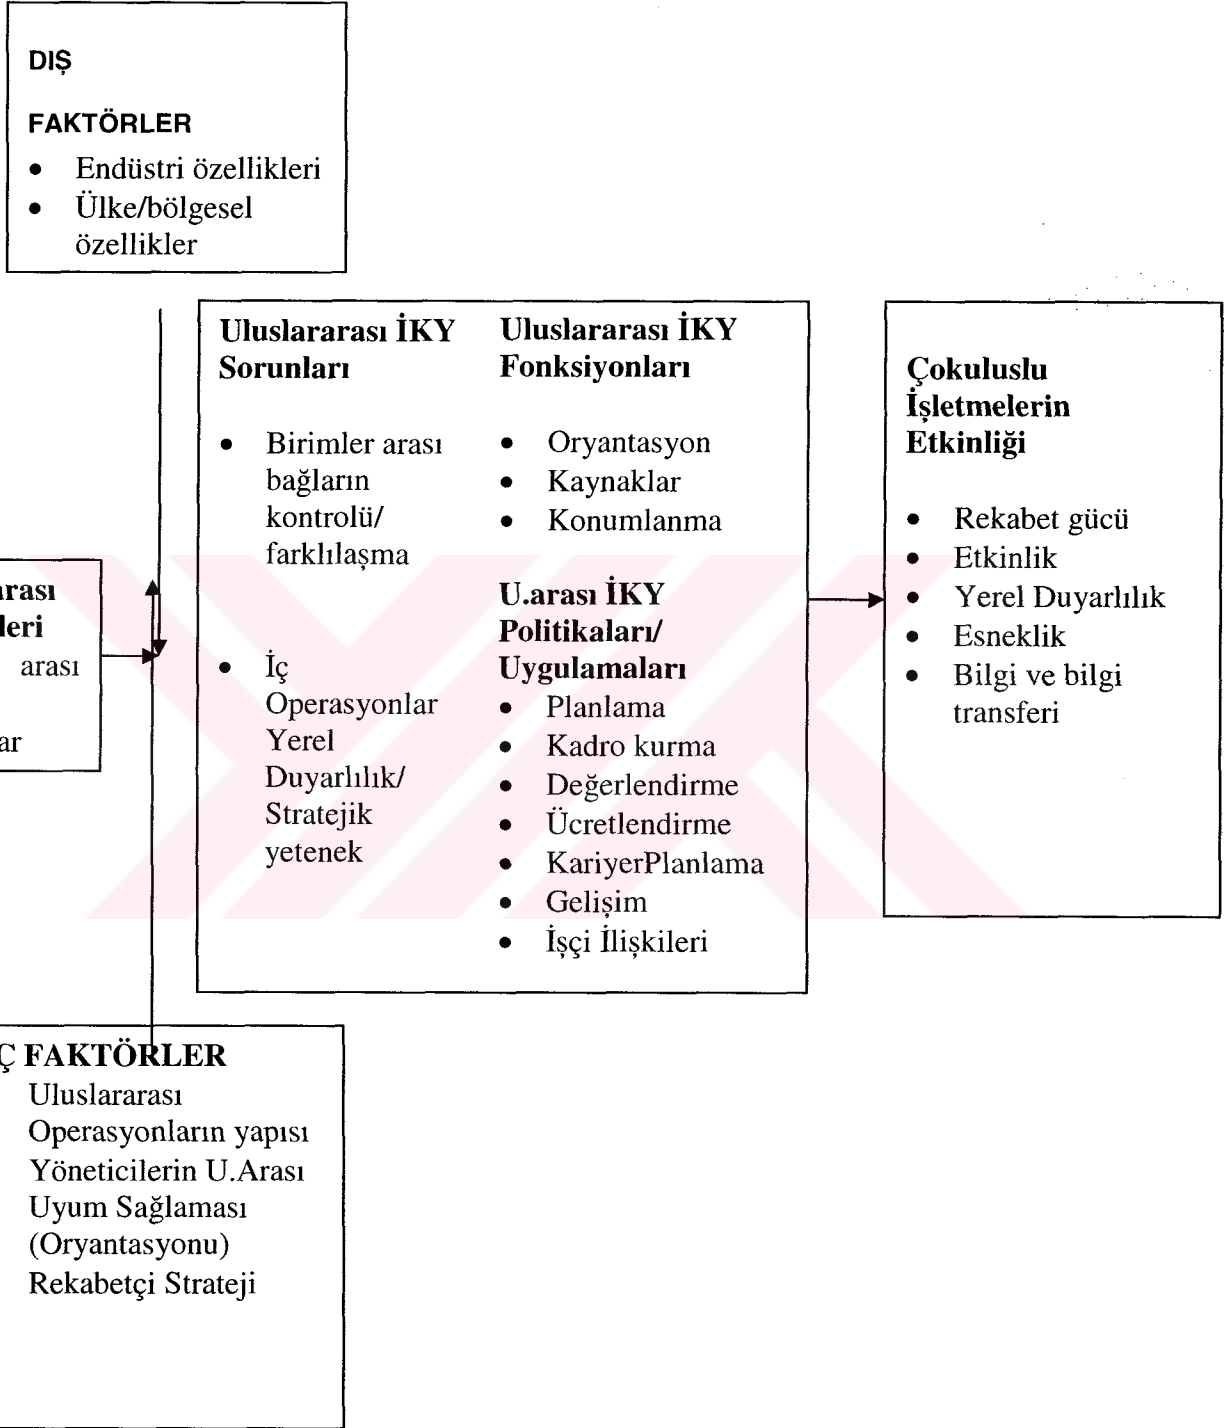 DIŞ
FAKTÖRLER
• Endüstri özellikleri
• Ülke/bölgesel
özellikler
arası
leri
arası
ar
Uluslararası İKY
Sorunları
• Birimler arası
bağların
kontrolü/
farklılaşma
• İç
Operasyonlar
Yerel
Duyarlılık/
Stratejik
yetenek
Uluslararası İKY
Fonksiyonları
• Oryantasyon
• Kaynaklar
• Konumlanma
U.arası İKY
Politikaları/
Uygulamaları
• Planlama
• Kadro kurma
• Değerlendirme
• Ücretlendirme
• KariyerPlanlama
• Gelişim
• İşçi İlişkileri
Çokuluslu
İşletmelerin
Etkinliği
• Rekabet gücü
• Etkinlik
• Yerel Duyarlılık
• Esneklik
• Bilgi ve bilgi
transferi
Ç FAKTÖRLER
Uluslararası
Operasyonların yapısı
Yöneticilerin U.Arası
Uyum Sağlaması
(Oryantasyonu)
Rekabetçi Strateji